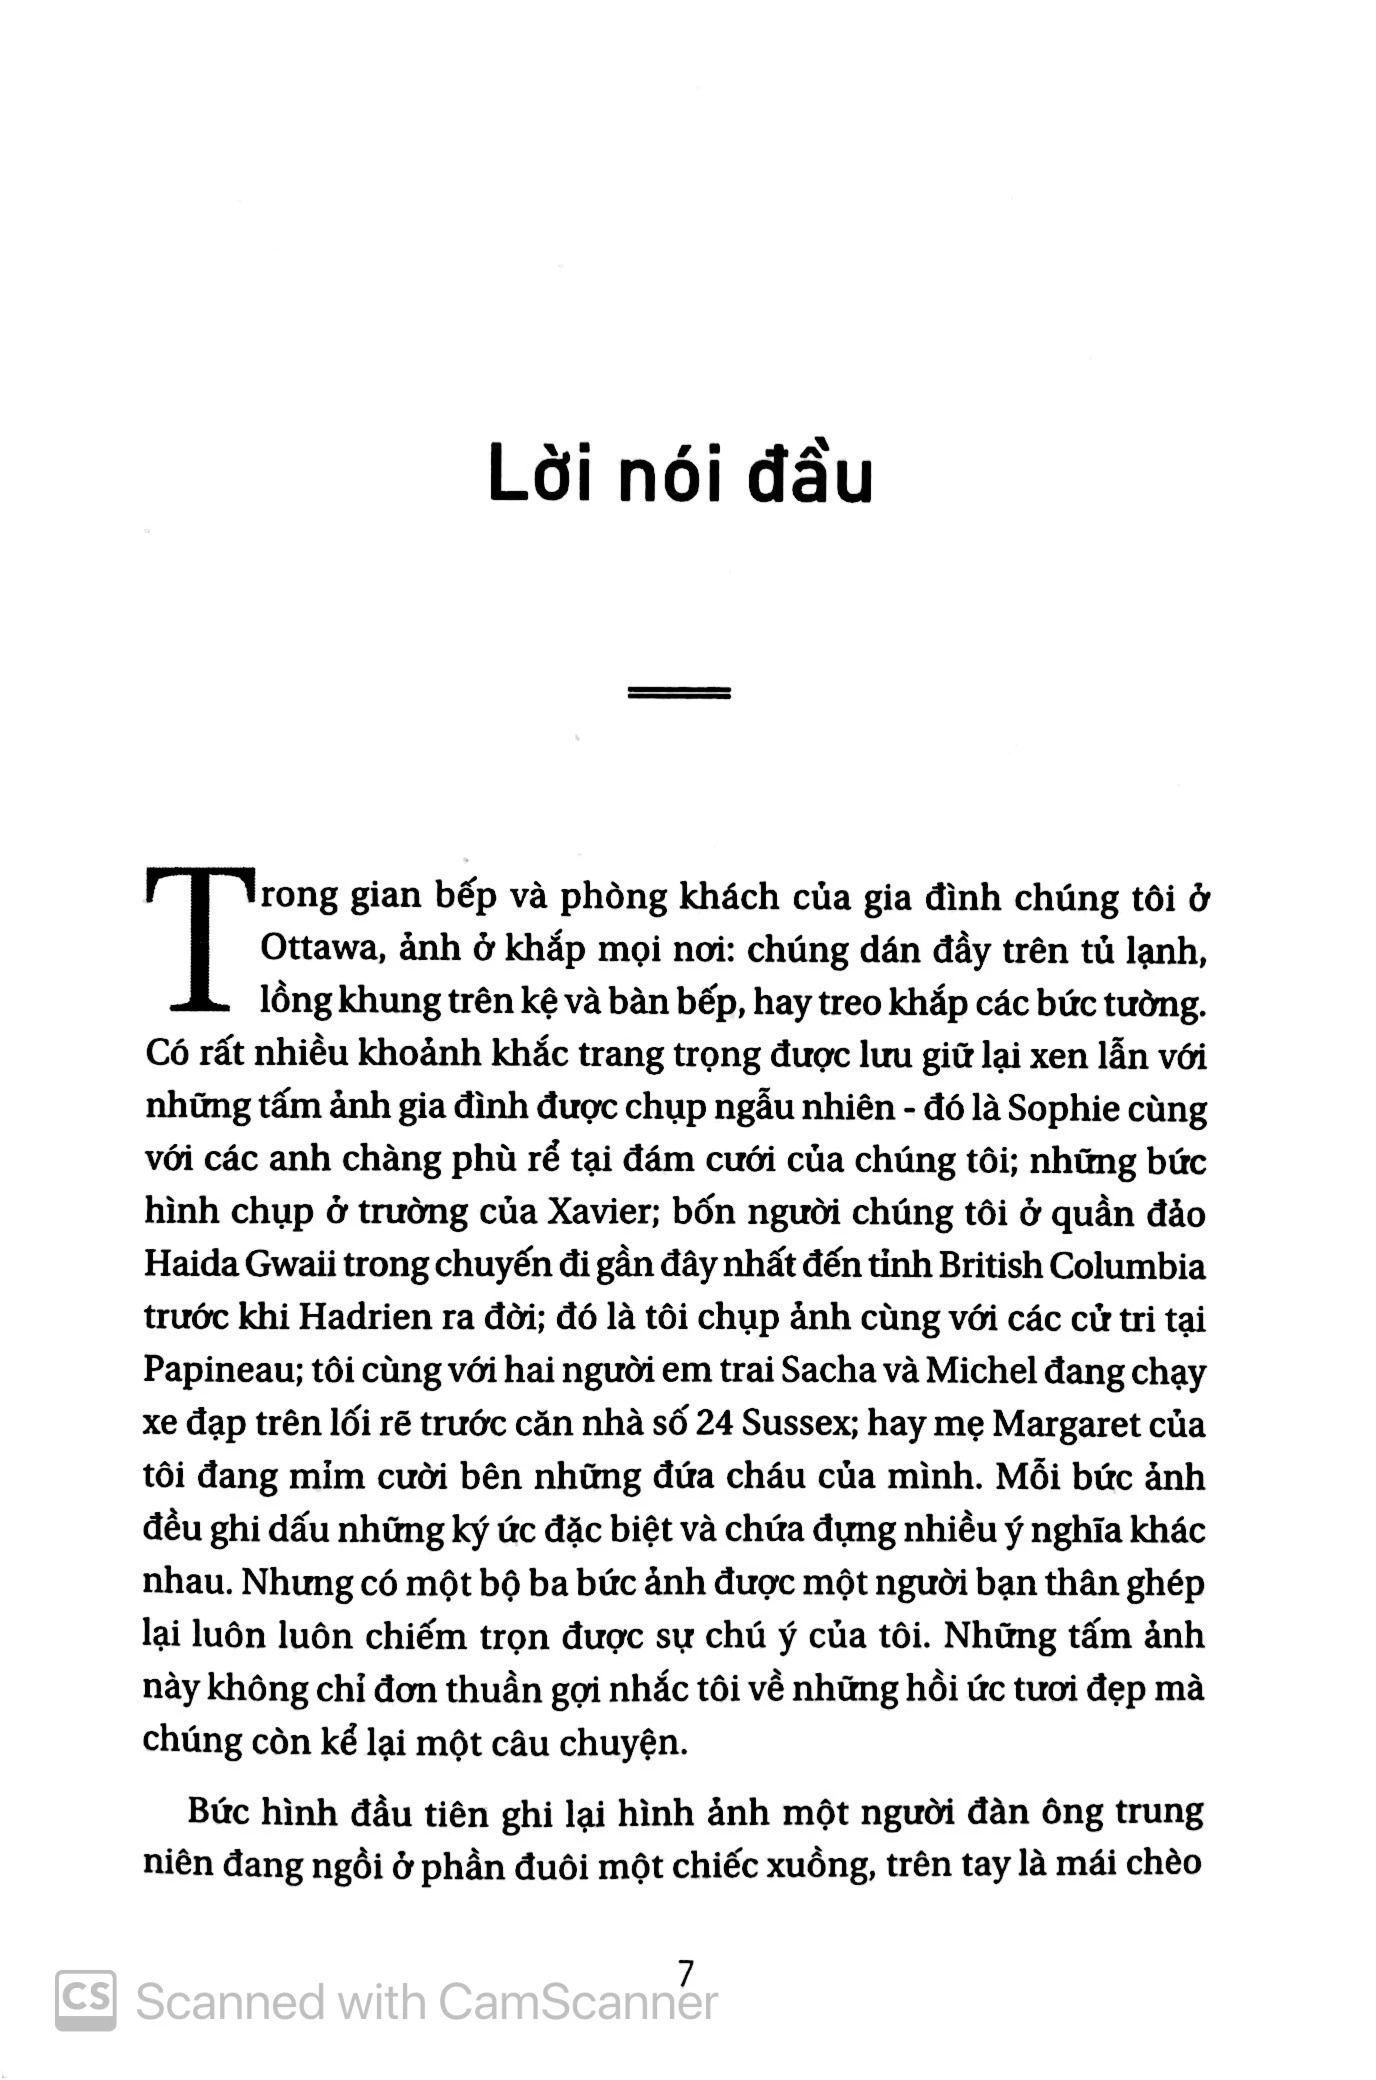 Lời nói đầu
Trong gian bếp và phòng khách của gia đình chúng tôi ở
Ottawa, ảnh ở khắp mọi nơi: chúng dán đầy trên tủ lạnh,
lồng khung trên kệ và bàn bếp, hay treo khắp các bức tường.
Có rất nhiều khoảnh khắc trang trọng được lưu giữ lại xen lẫn với
những tấm ảnh gia đình được chụp ngẫu nhiên - đó là Sophie cùng
với các anh chàng phù rể tại đám cưới của chúng tôi; những bức
hình chụp ở trường của Xavier; bốn người chúng tôi ở quần đảo
Haida Gwaii trong chuyến đi gần đây nhất đến tỉnh British Columbia
trước khi Hadrien ra đời; đó là tôi chụp ảnh cùng với các cử tri tại
Papineau; tôi cùng với hai người em trai Sacha và Michel đang chạy
xe đạp trên lối rẽ trước căn nhà số 24 Sussex; hay mẹ Margaret của
tôi đang mỉm cười bên những đứa cháu của mình. Mỗi bức ảnh
đều ghi dấu những ký ức đặc biệt và chứa đựng nhiều ý nghĩa khác
nhau. Nhưng có một bộ ba bức ảnh được một người bạn thân ghép
lại luôn luôn chiếm trọn được sự chú ý của tôi. Những tấm ảnh
này không chỉ đơn thuần gợi nhắc tôi về những hồi ức tươi đẹp mà
chúng còn kể lại một câu chuyện.
Bức hình đầu tiên ghi lại hình ảnh một người đàn ông trung
niên đang ngồi ở phần đuôi một chiếc xuồng, trên tay là mái chèo
7
CS Scanned with CamScanner